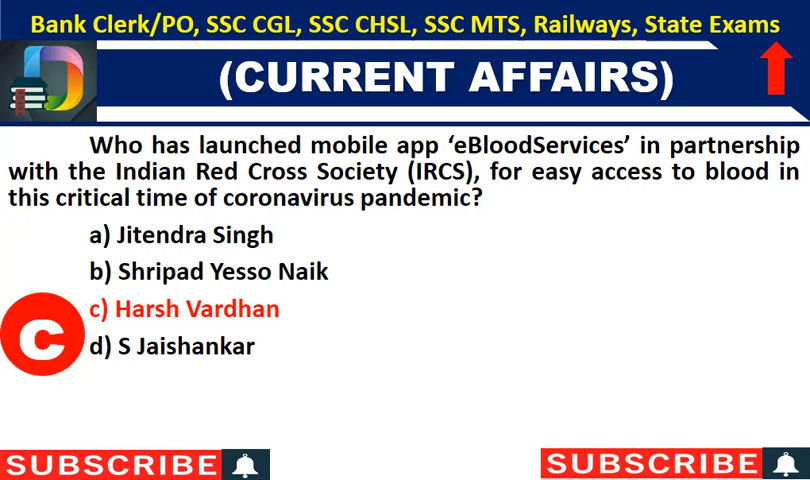 Bank Clerk/PO, SSC CGL, SSC CHSL, SSC MTS, Railways, State Exams
(CURRENT AFFAIRS)
Who has launched mobile app ‘eBloodServices’ in partnership
with the Indian Red Cross Society (IRCS), for easy access to blood in
this critical time of coronavirus pandemic?
a) Jitendra Singh
b) Shripad Yesso Naik
c) Harsh Vardhan
C
d) S Jaishankar
SUBSCRIBE
SUBSCRIBE